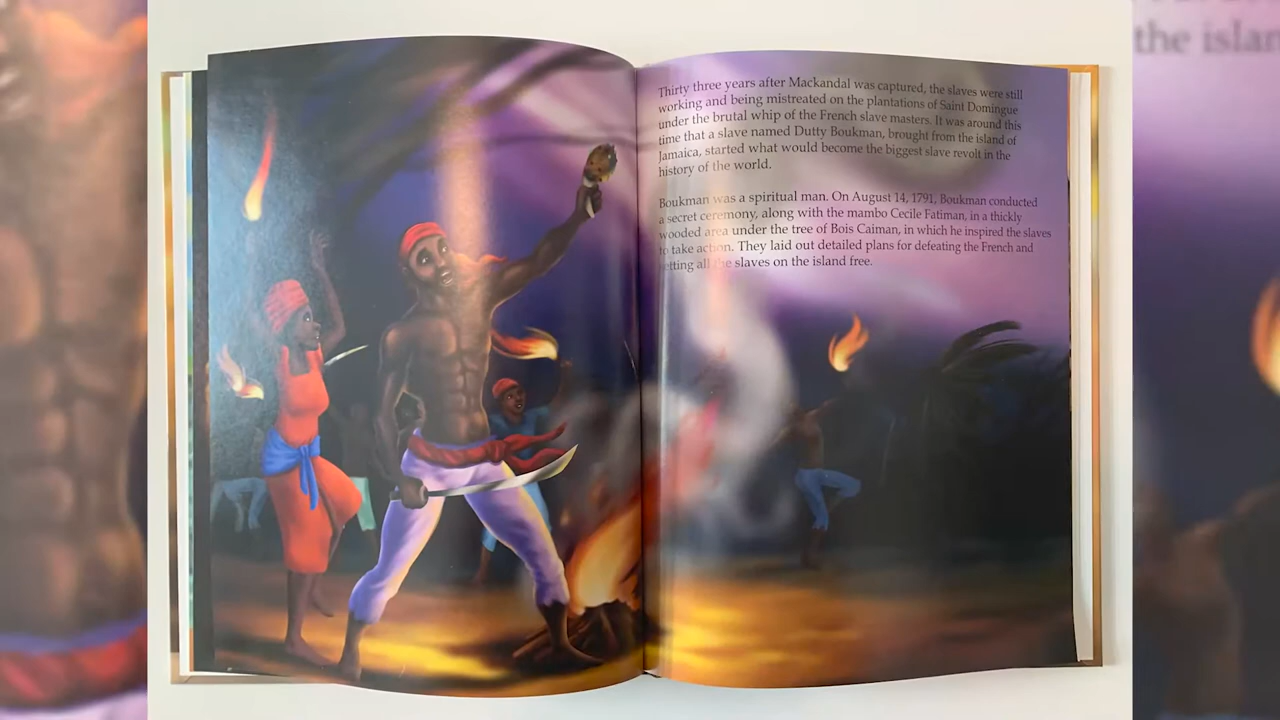 Thirty three years after Mackandal was captured, the slaves were still
working and being mistreated on the plantations of Saint Domingue
under the brutal whip of the French slave masters. It was around this
time that a slave named Dutty Boukman, brought from the island of
Jamaica, started what would become the biggest slave revolt in the
history of the world.
Boukman was a spiritual man. On August 14, 1791, Boukman conducted
a secret ceremony, along with the mambo Cecile Fatiman, in a thickly
wooded area under the tree of Bois Caiman, in which he inspired the slaves
to take action. They laid out detailed plans for defeating the French and
setting all the slaves on the island free.
the islan